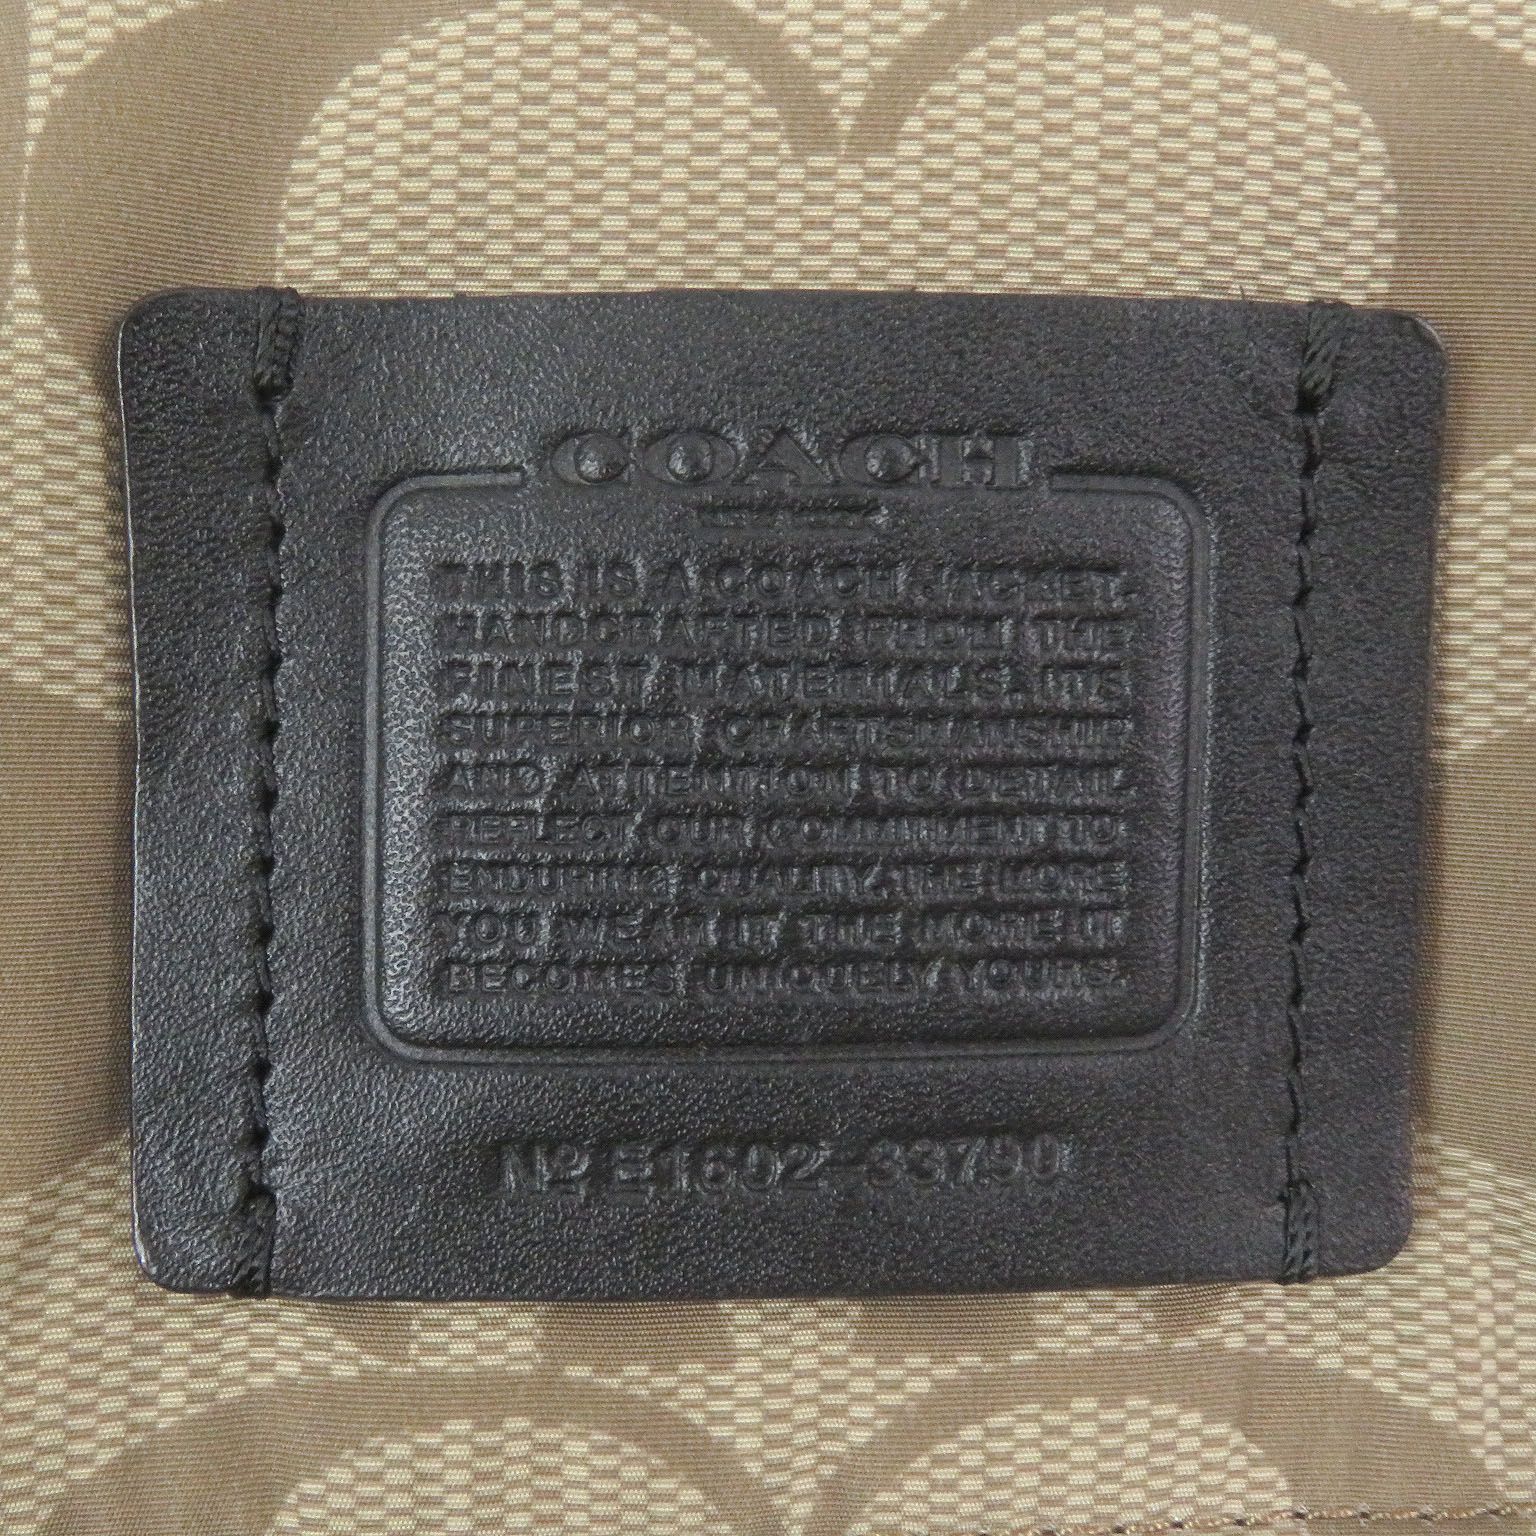 COACH
THIS IS A COACH JACKET,
HANDCRAFTED FROM THE
FINEST MATERIALS. ITS
SUPERIOR CRAFTSMANSHIP
AND ATTENTION TO DETAIL
REFLECT OUR COMMITMENT TO
ENDURING QUALITY. THE MORE
YOU WEAR IT THE MORE IT
BECOMES UNIQUELY YOURS.
No E1602-33790